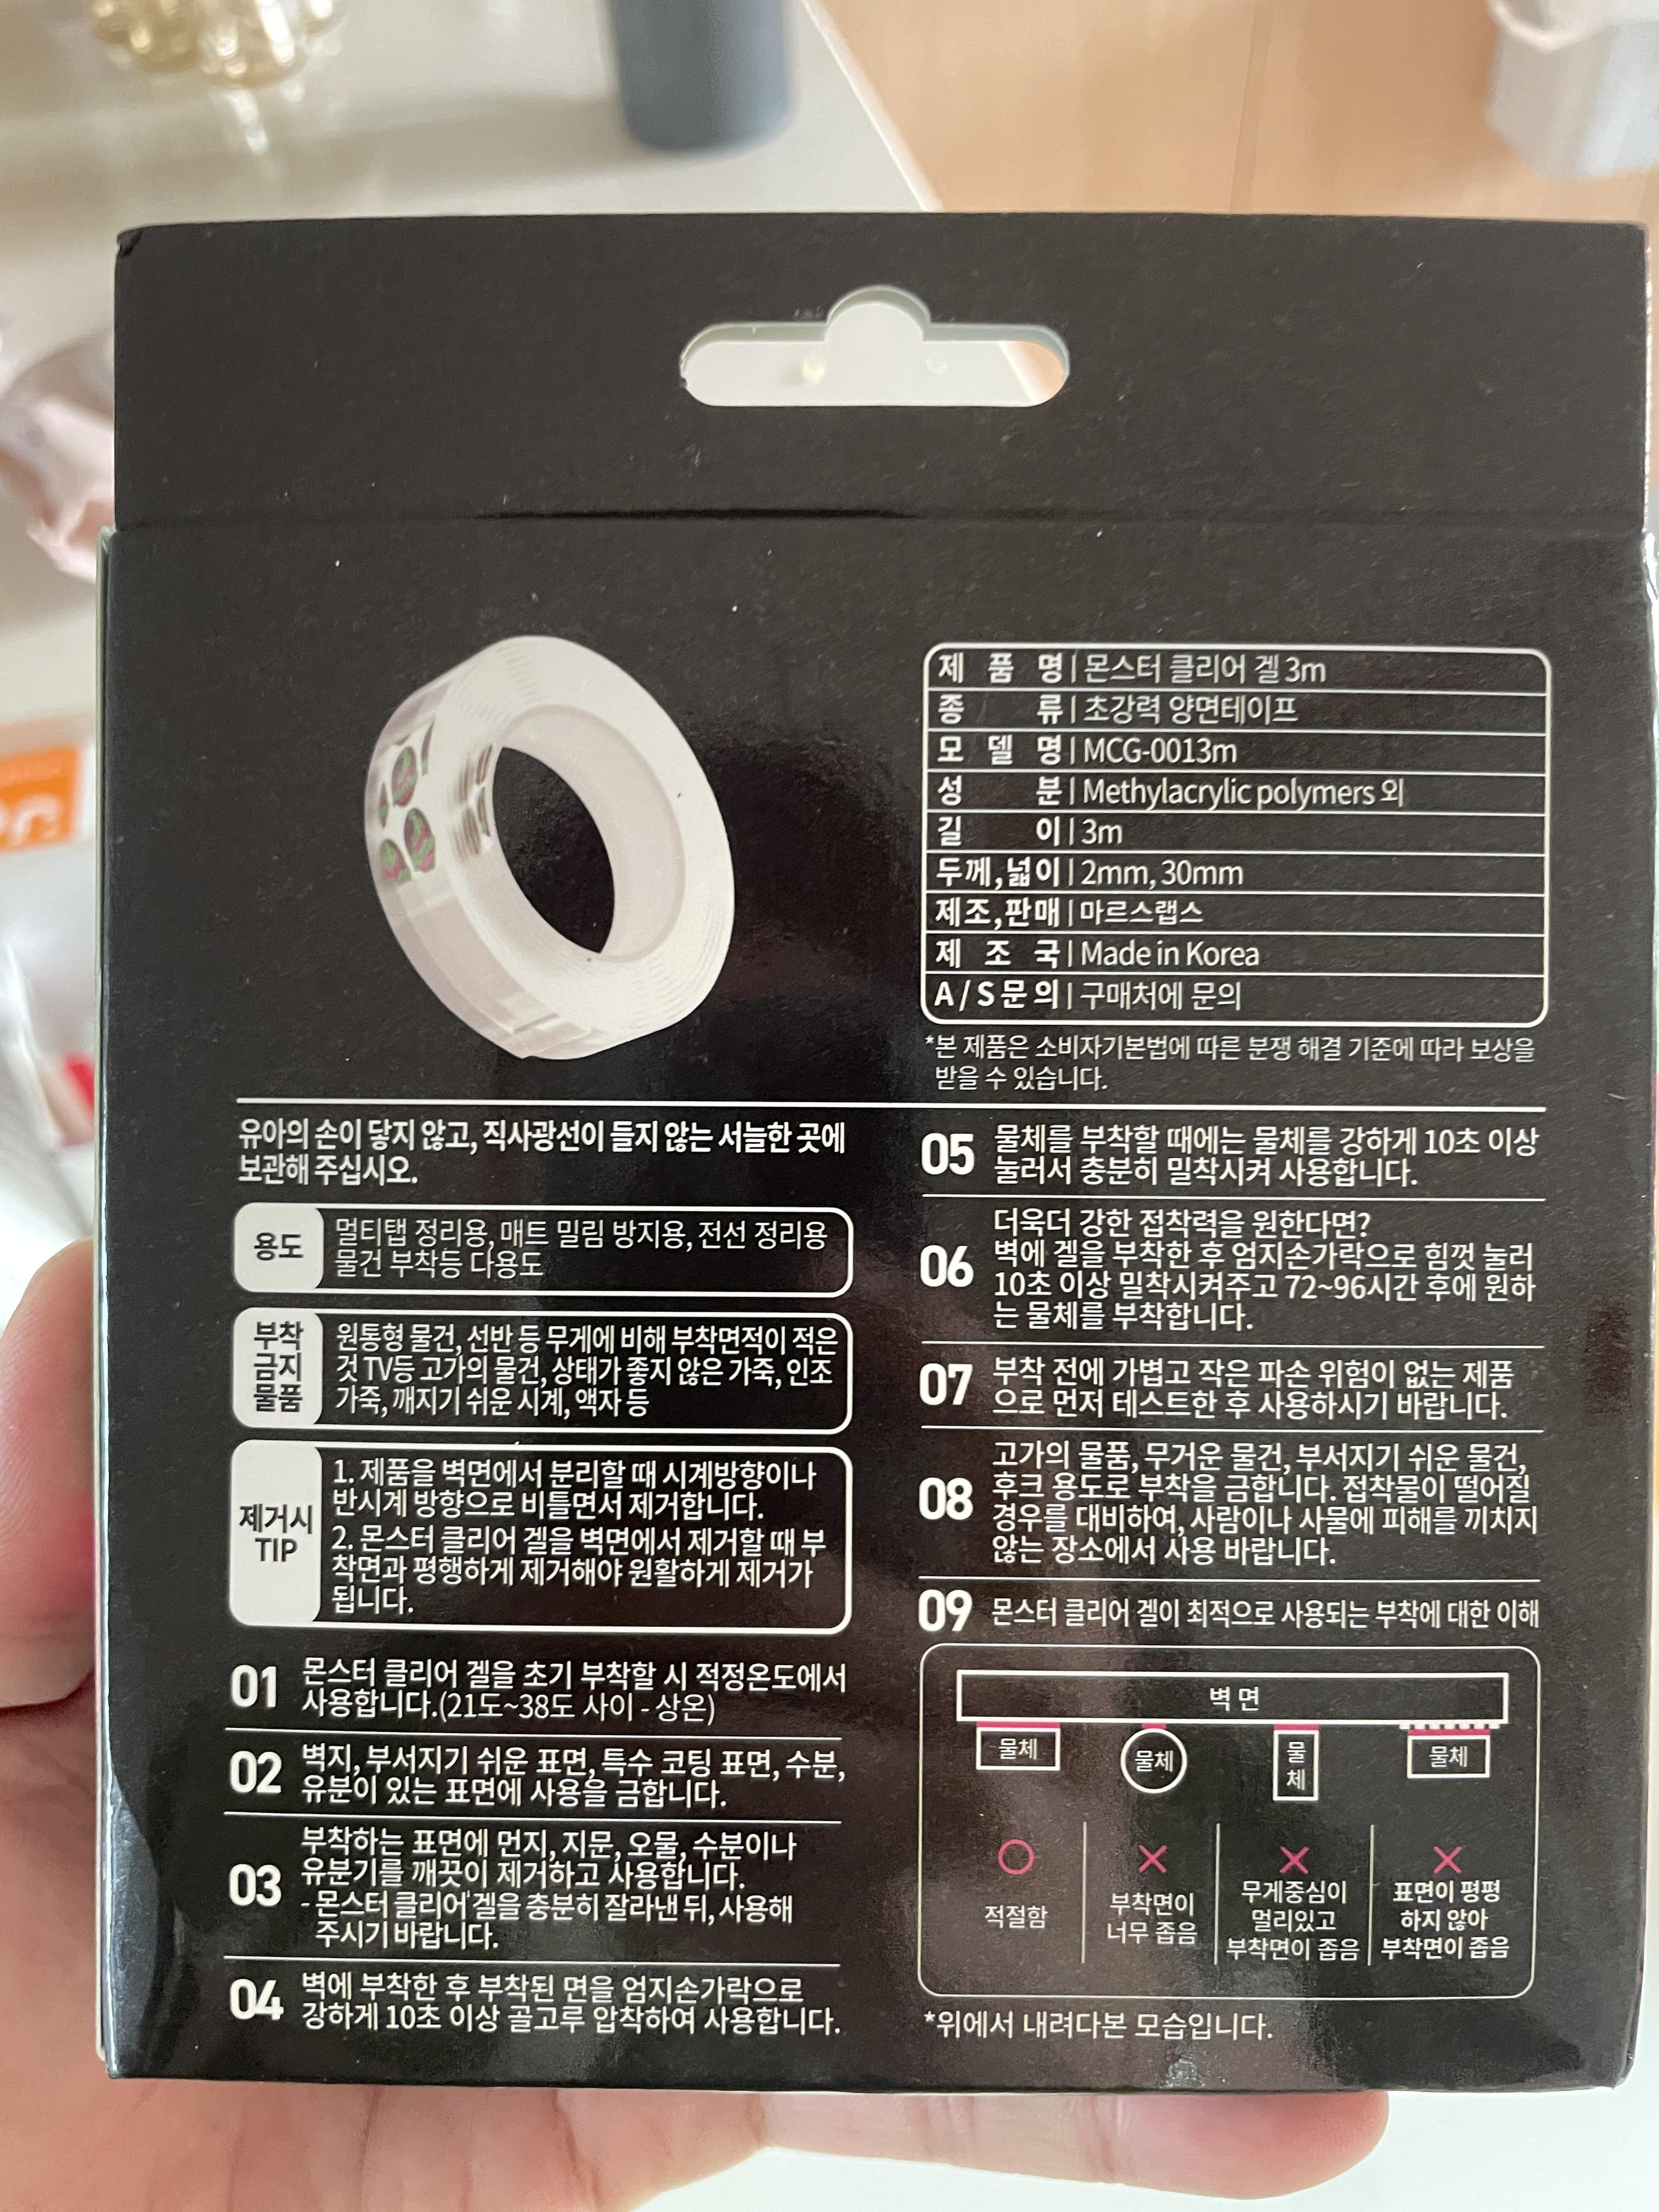 제 품 명 | 몬스터 클리어 겔 3m
종 류 | 초강력 양면테이프
모 델 명 | MCG-0013m
성 분 | Methylacrylic polymers 외
길 이 | 3m
두께,넓이 | 2mm, 30mm
제조,판매 | 마르스랩스
제 조 국 | Made in Korea
A/S문의 | 구매처에 문의
*본 제품은 소비자기본법에 따른 분쟁 해결 기준에 따라 보상을
받을 수 있습니다.
유아의 손이 닿지 않고, 직사광선이 들지 않는 서늘한 곳에
보관해 주십시오.
용도
멀티탭 정리용, 매트 밀림 방지용, 전선 정리용
물건 부착등 다용도
부착
금지
물품
원통형 물건, 선반 등 무게에 비해 부착면적이 적은
것 TV등 고가의 물건, 상태가 좋지 않은 가죽, 인조
가죽, 깨지기 쉬운 시계, 액자 등
제거시
TIP
1. 제품을 벽면에서 분리할 때 시계방향이나
반시계 방향으로 비틀면서 제거합니다.
2. 몬스터 클리어 겔을 벽면에서 제거할 때 부
착면과 평행하게 제거해야 원활하게 제거가
됩니다.
01 몬스터 클리어 겔을 초기 부착할 시 적정온도에서
사용합니다.(21도~38도 사이 - 상온)
02 벽지, 부서지기 쉬운 표면, 특수 코팅 표면, 수분,
유분이 있는 표면에 사용을 금합니다.
03 부착하는 표면에 먼지, 지문, 오물, 수분이나
유분기를 깨끗이 제거하고 사용합니다.
- 몬스터 클리어 겔을 충분히 잘라낸 뒤, 사용해
주시기 바랍니다.
04 벽에 부착한 후 부착된 면을 엄지손가락으로
강하게 10초 이상 골고루 압착하여 사용합니다.
05 물체를 부착할 때에는 물체를 강하게 10초 이상
눌러서 충분히 밀착시켜 사용합니다.
06 더욱더 강한 접착력을 원한다면?
벽에 겔을 부착한 후 엄지손가락으로 힘껏 눌러
10초 이상 밀착시켜주고 72~96시간 후에 원하
는 물체를 부착합니다.
07 부착 전에 가볍고 작은 파손 위험이 없는 제품
으로 먼저 테스트한 후 사용하시기 바랍니다.
08 고가의 물품, 무거운 물건, 부서지기 쉬운 물건,
후크 용도로 부착을 금합니다. 접착물이 떨어질
경우를 대비하여, 사람이나 사물에 피해를 끼치지
않는 장소에서 사용 바랍니다.
09 몬스터 클리어 겔이 최적으로 사용되는 부착에 대한 이해
벽 면
물체
물체
물
체
물체
적절함
부착면이
너무 좁음
무게중심이
멀리있고
부착면이 좁음
표면이 평평
하지 않아
부착면이 좁음
*위에서 내려다본 모습입니다.